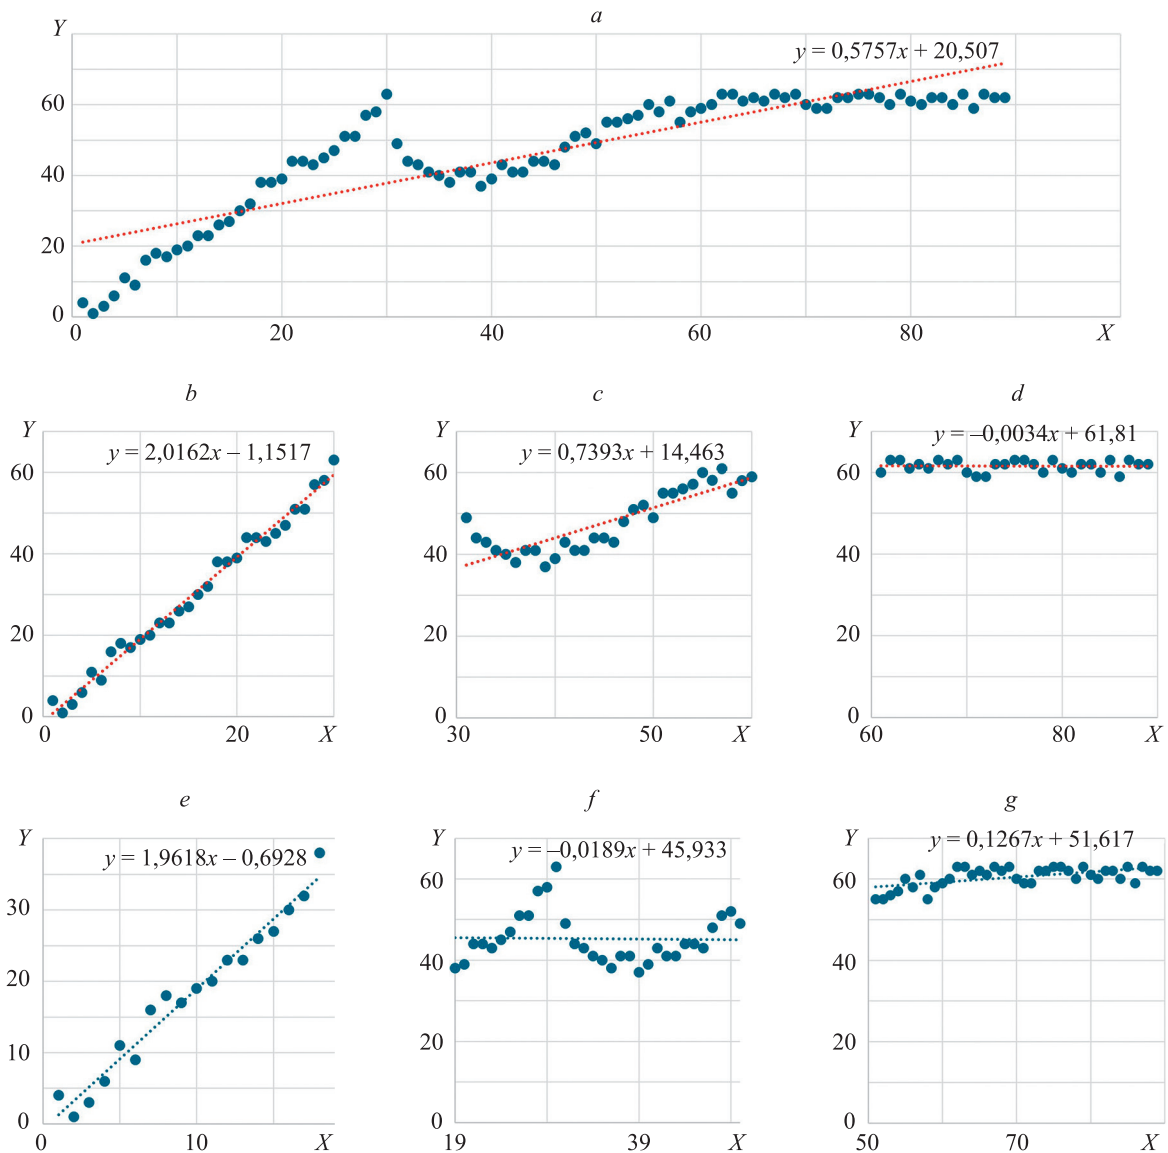 a
Y
y = 0,5757x + 20,507
60
40
20
0
0 20 40 60 80 X
b
Y
y = 2,0162x – 1,1517
60
40
20
0
0 20 X
c
Y
y = 0,7393x + 14,463
60
40
20
0
30 50 X
d
Y
y = –0,0034x + 61,81
60
40
20
0
60 80 X
e
Y
y = 1,9618x – 0,6928
30
20
10
0
0 10 X
f
Y
y = –0,0189x + 45,933
60
40
20
0
19 39 X
g
Y
y = 0,1267x + 51,617
60
40
20
0
50 70 X